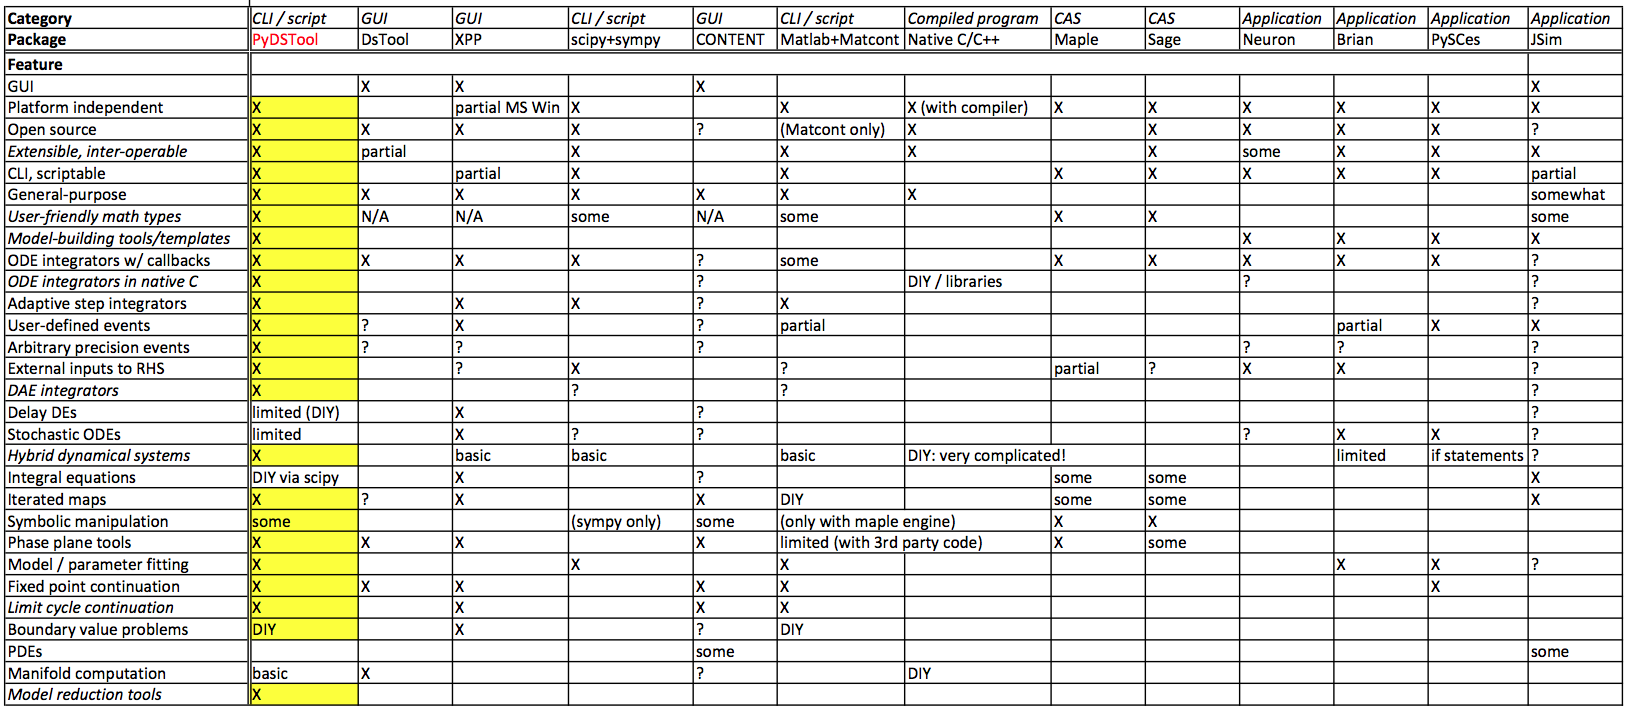 Category CLI / script GUI GUI CLI / script GUI CLI / script Compiled program CAS CAS Application Application Application Application
Package PyDSTool DsTool XPP scipy+sympy CONTENT Matlab+Matcont Native C/C++ Maple Sage Neuron Brian PySCes JSim
Feature
GUI X X X X
Platform independent X partial MS Win X X X (with compiler) X X X X X X
Open source X X X X ? (Matcont only) X X X X X ?
Extensible, inter-operable X partial X X X X some X X X
CLI, scriptable X partial X X X X X X X partial
General-purpose X X X X X X X somewhat
User-friendly math types X N/A N/A some N/A some X X some
Model-building tools/templates X X X X X
ODE integrators w/ callbacks X X X X ? some X X X X X ?
ODE integrators in native C X ? DIY / libraries ? ?
Adaptive step integrators X X X ? X ?
User-defined events X ? X ? partial partial X X
Arbitrary precision events X ? ? ? ? ? ?
External inputs to RHS X ? X ? partial ? X X ?
DAE integrators X ? ? ?
Delay DEs limited (DIY) X ? ?
Stochastic ODEs limited X ? ? ? X X ?
Hybrid dynamical systems X basic basic basic DIY: very complicated! limited if statements ?
Integral equations DIY via scipy X ? some some X
Iterated maps X ? X X DIY some some X
Symbolic manipulation some (sympy only) some (only with maple engine) X X
Phase plane tools X X X X limited (with 3rd party code) X some
Model / parameter fitting X X X X X ?
Fixed point continuation X X X X X X
Limit cycle continuation X X X X
Boundary value problems DIY X ? DIY
PDEs some some
Manifold computation basic X ? DIY
Model reduction tools X